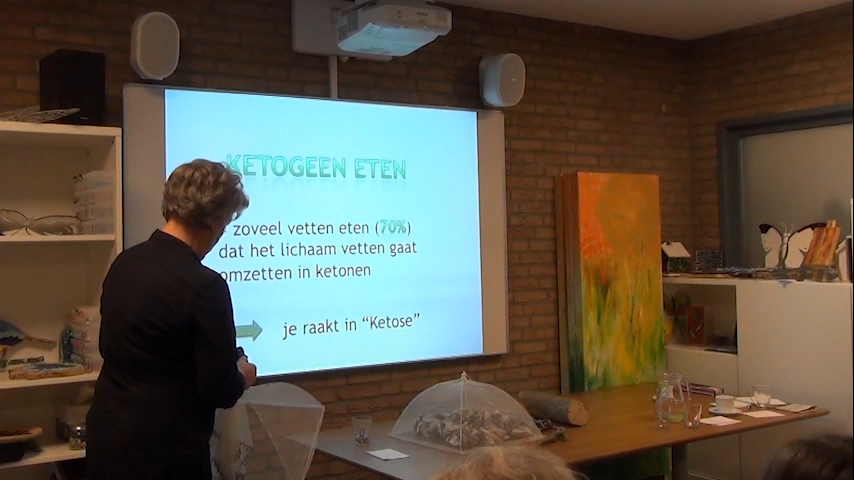 KETOGEEN ETEN
zoveel vetten eten (70%)
dat het lichaam vetten gaat
omzetten in ketonen
je raakt in “Ketose”